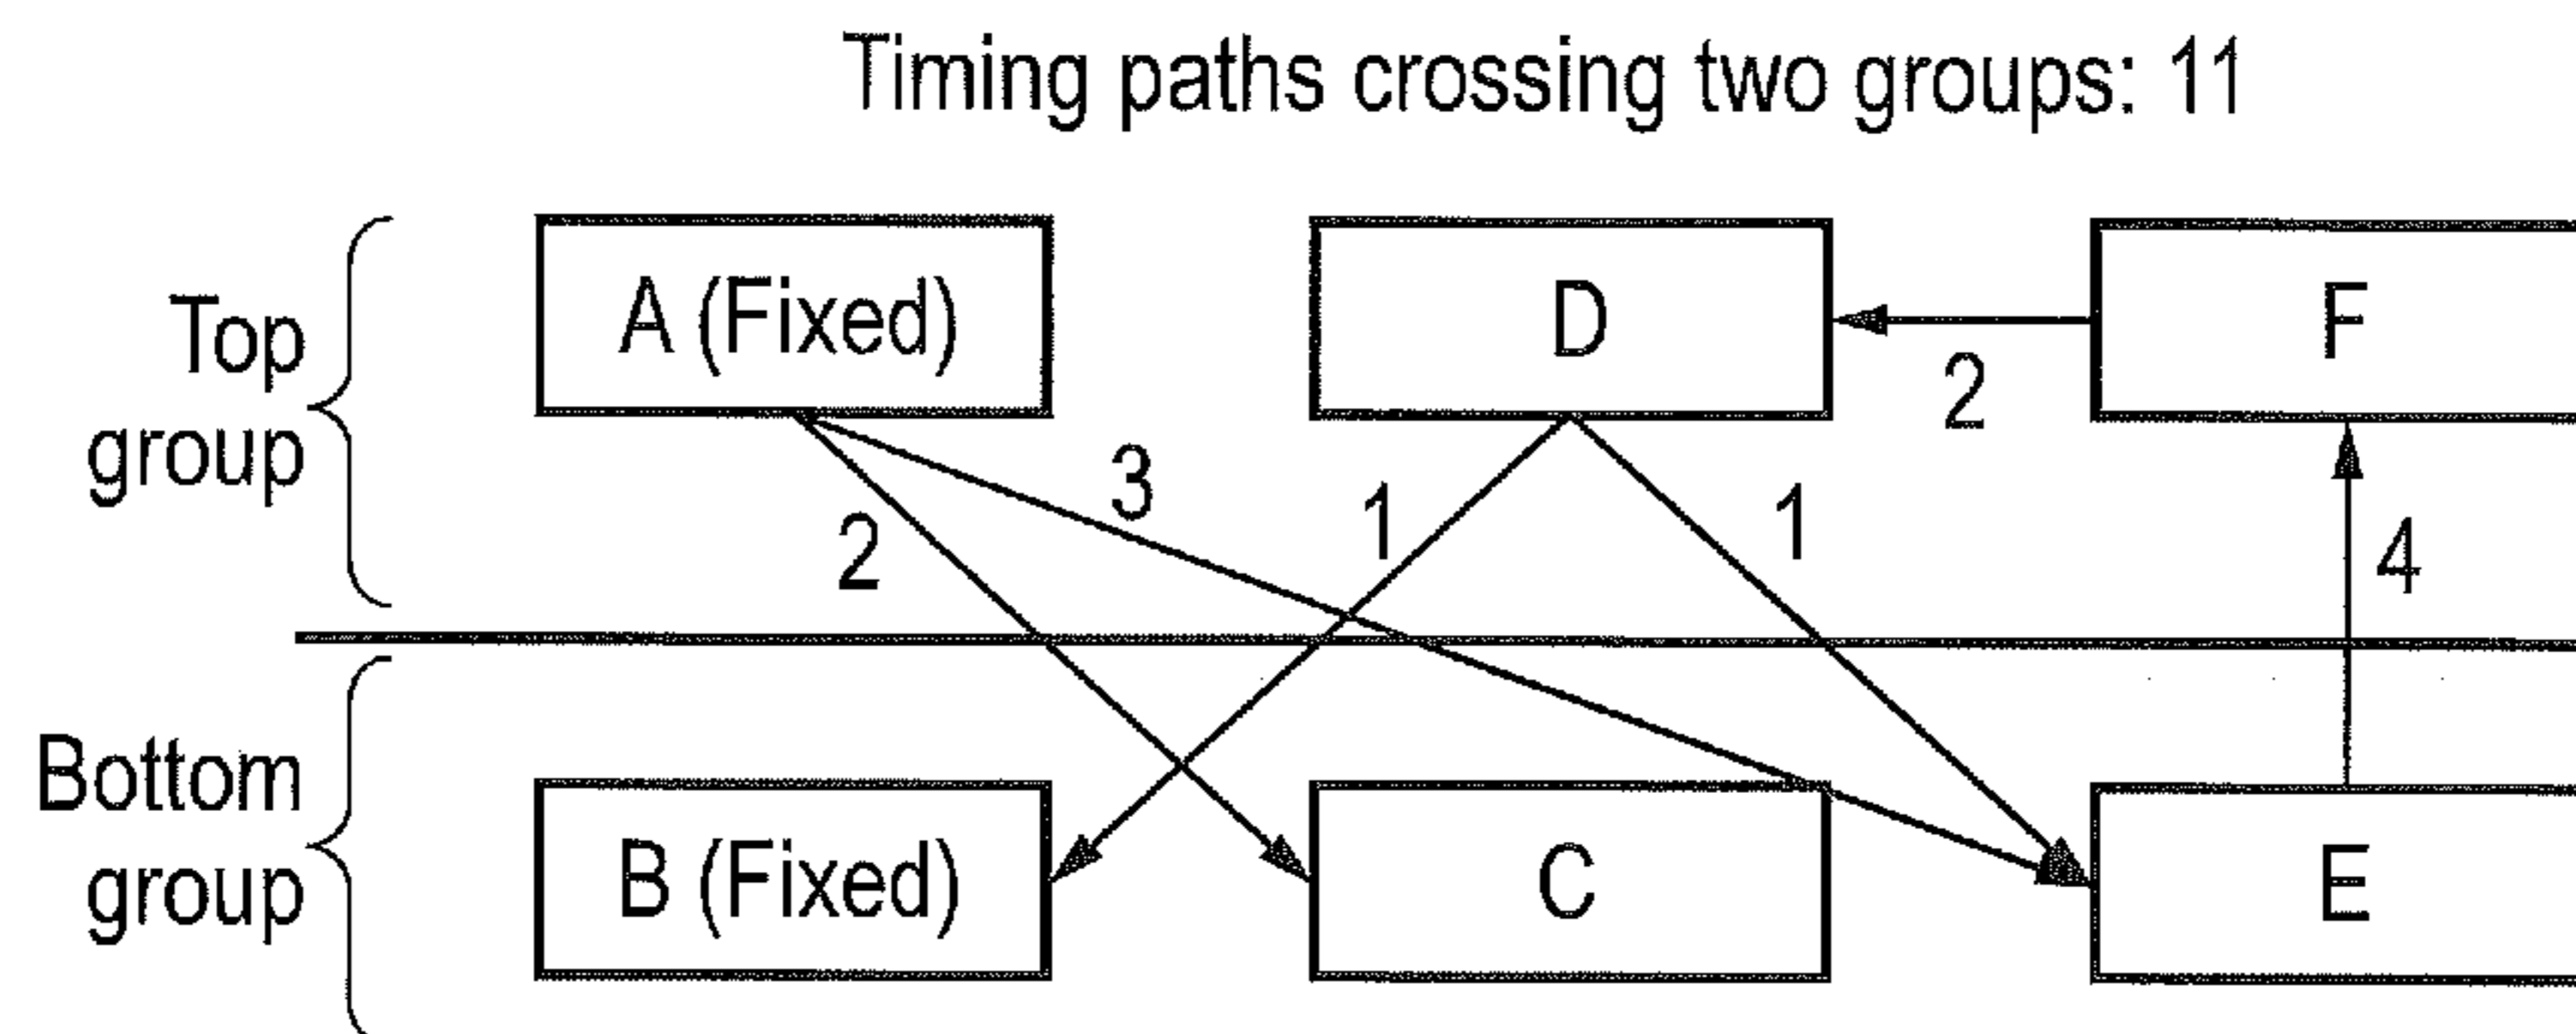 Timing paths crossing two groups: 11
Top
group
A (Fixed)
D
F
2
3
2
1
1
4
Bottom
group
B (Fixed)
C
E